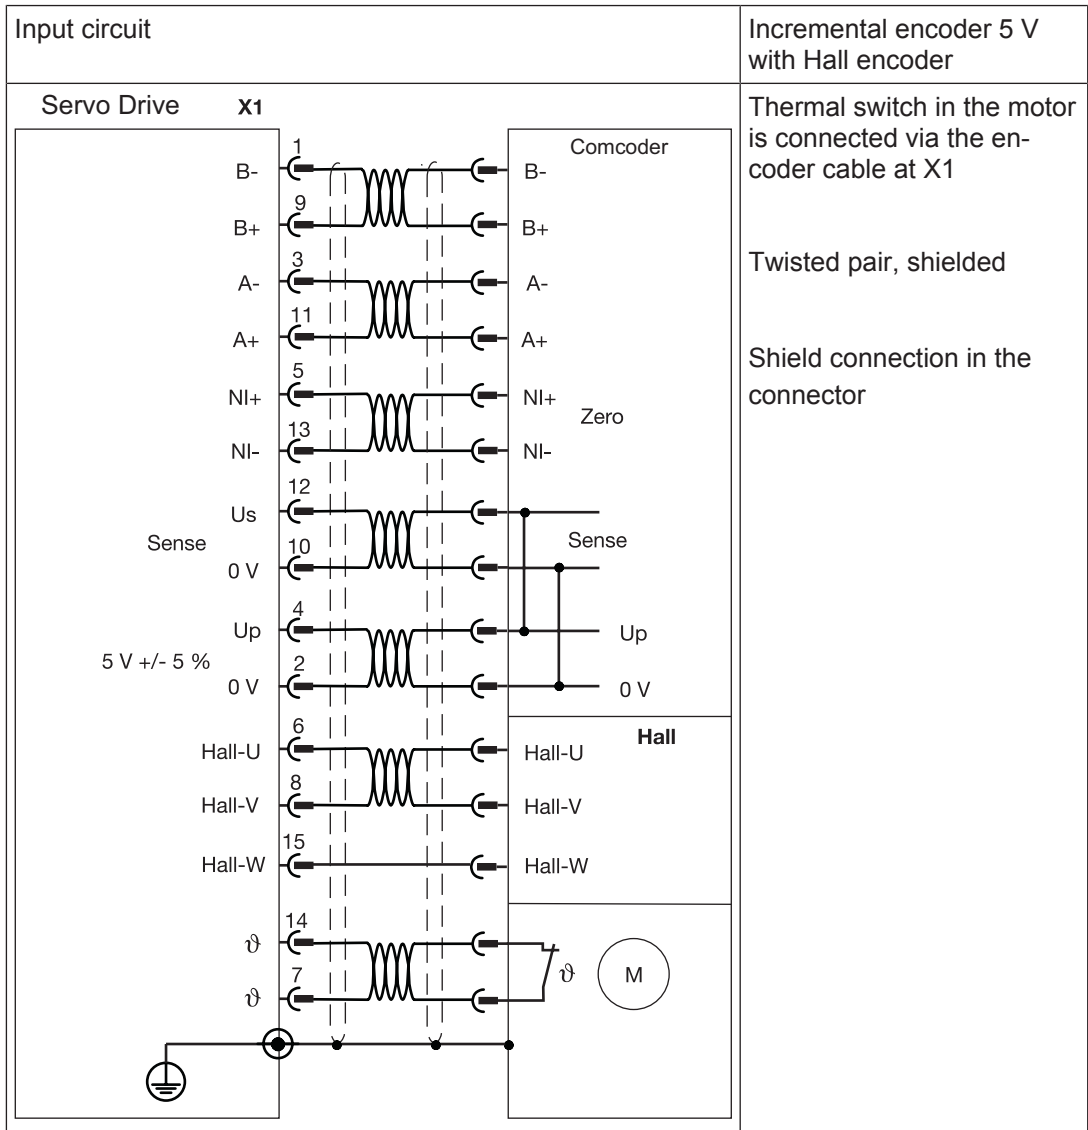 Input circuit
Incremental encoder 5 V
with Hall encoder
Servo Drive X1
Comcoder
Thermal switch in the motor
is connected via the en-
coder cable at X1
Twisted pair, shielded
Shield connection in the
connector
B- 1 B-
B+ 9 B+
A- 3 A-
A+ 11 A+
NI+ 5 NI+
Zero
NI- 13 NI-
Us 12
Sense Sense
0 V 10
Up 4 Up
5 V +/- 5 %
0 V 2 0 V
Hall
Hall-U 6 Hall-U
Hall-V 8 Hall-V
Hall-W 15 Hall-W
ϑ 14
ϑ M
ϑ 7